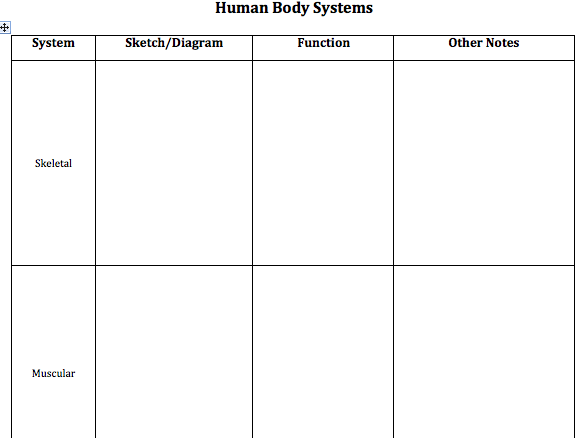 Human Body Systems
System Sketch/Diagram Function Other Notes
Skeletal
Muscular